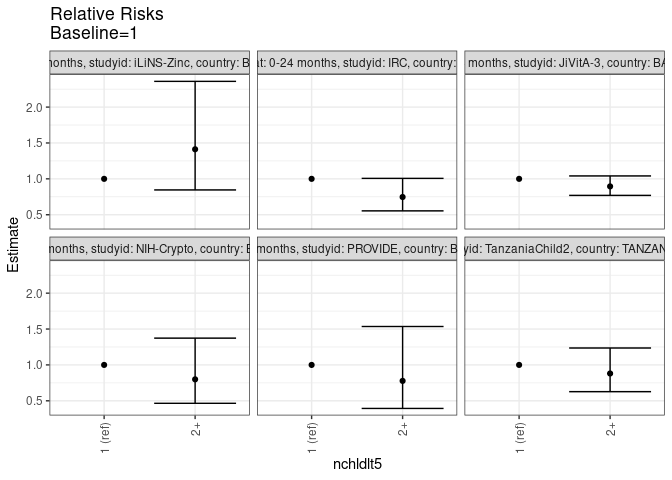 Relative Risks
Baseline=1
months, studyid: iLiNS-Zinc, country: B
at: 0-24 months, studyid: IRC, country:
months, studyid: JiVitA-3, country: BA
2.0
1.5
1.0
0.5
months, studyid: NIH-Crypto, country: B
months, studyid: PROVIDE, country: B
yid: TanzaniaChild2, country: TANZAN
2.0
1.5
1.0
0.5
Estimate
1 (ref)
2+
1 (ref)
2+
1 (ref)
2+
nchldlt5